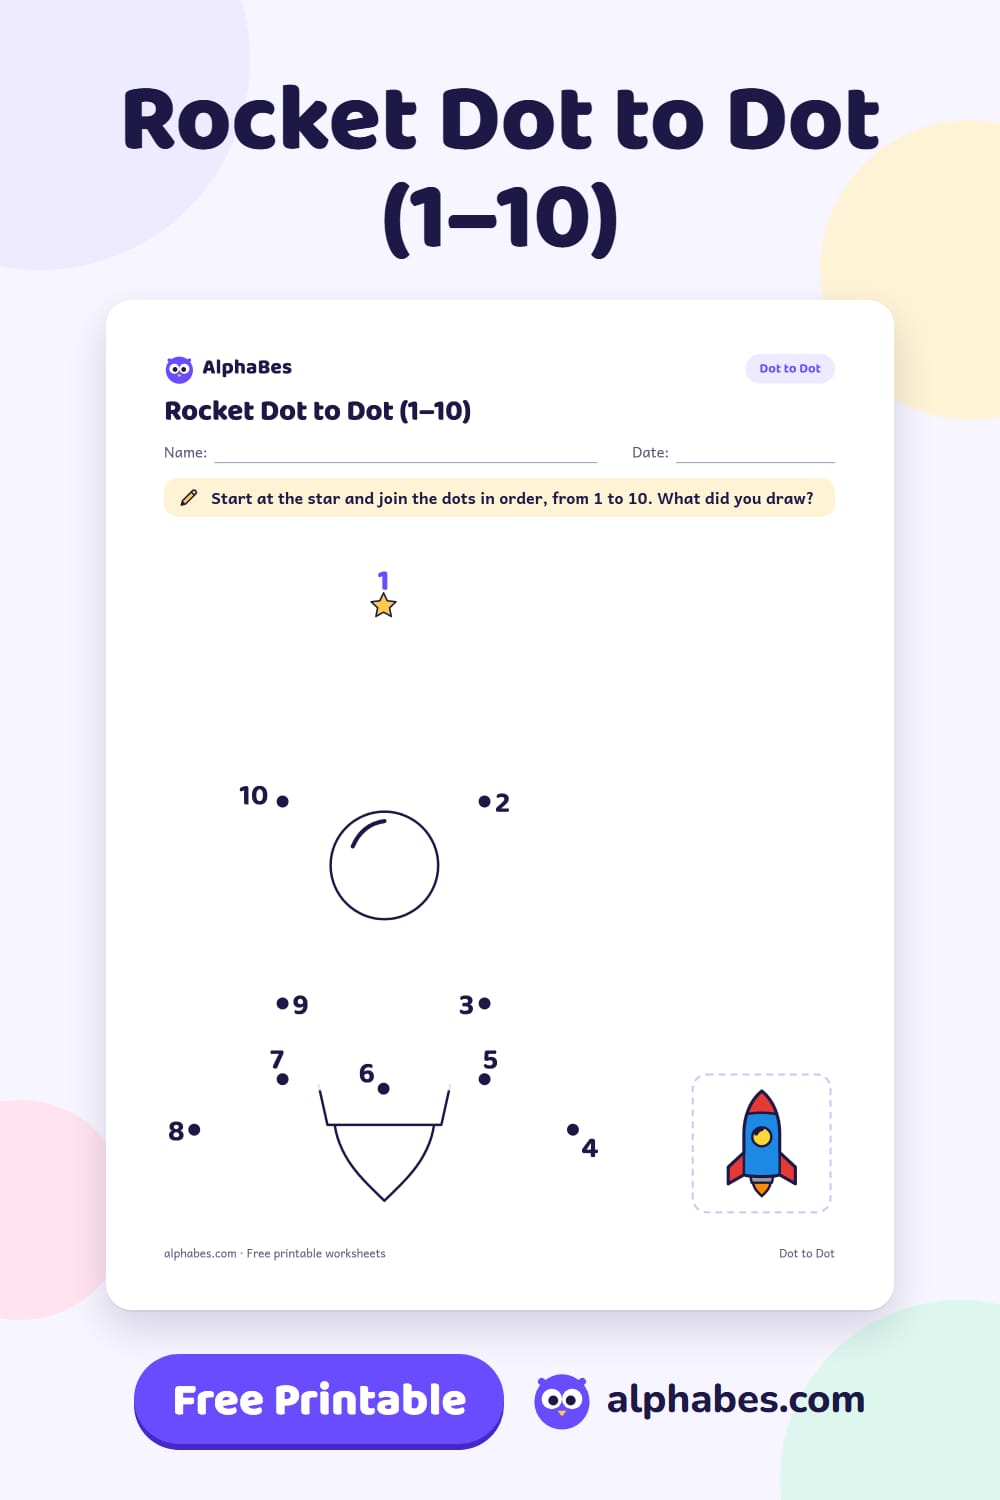 Rocket Dot to Dot
(1–10)
AlphaBes
Dot to Dot
Rocket Dot to Dot (1–10)
Name:
Date:
Start at the star and join the dots in order, from 1 to 10. What did you draw?
1
10
2
9
3
7
6
5
8
4
alphabes.com · Free printable worksheets
Dot to Dot
Free Printable
alphabes.com